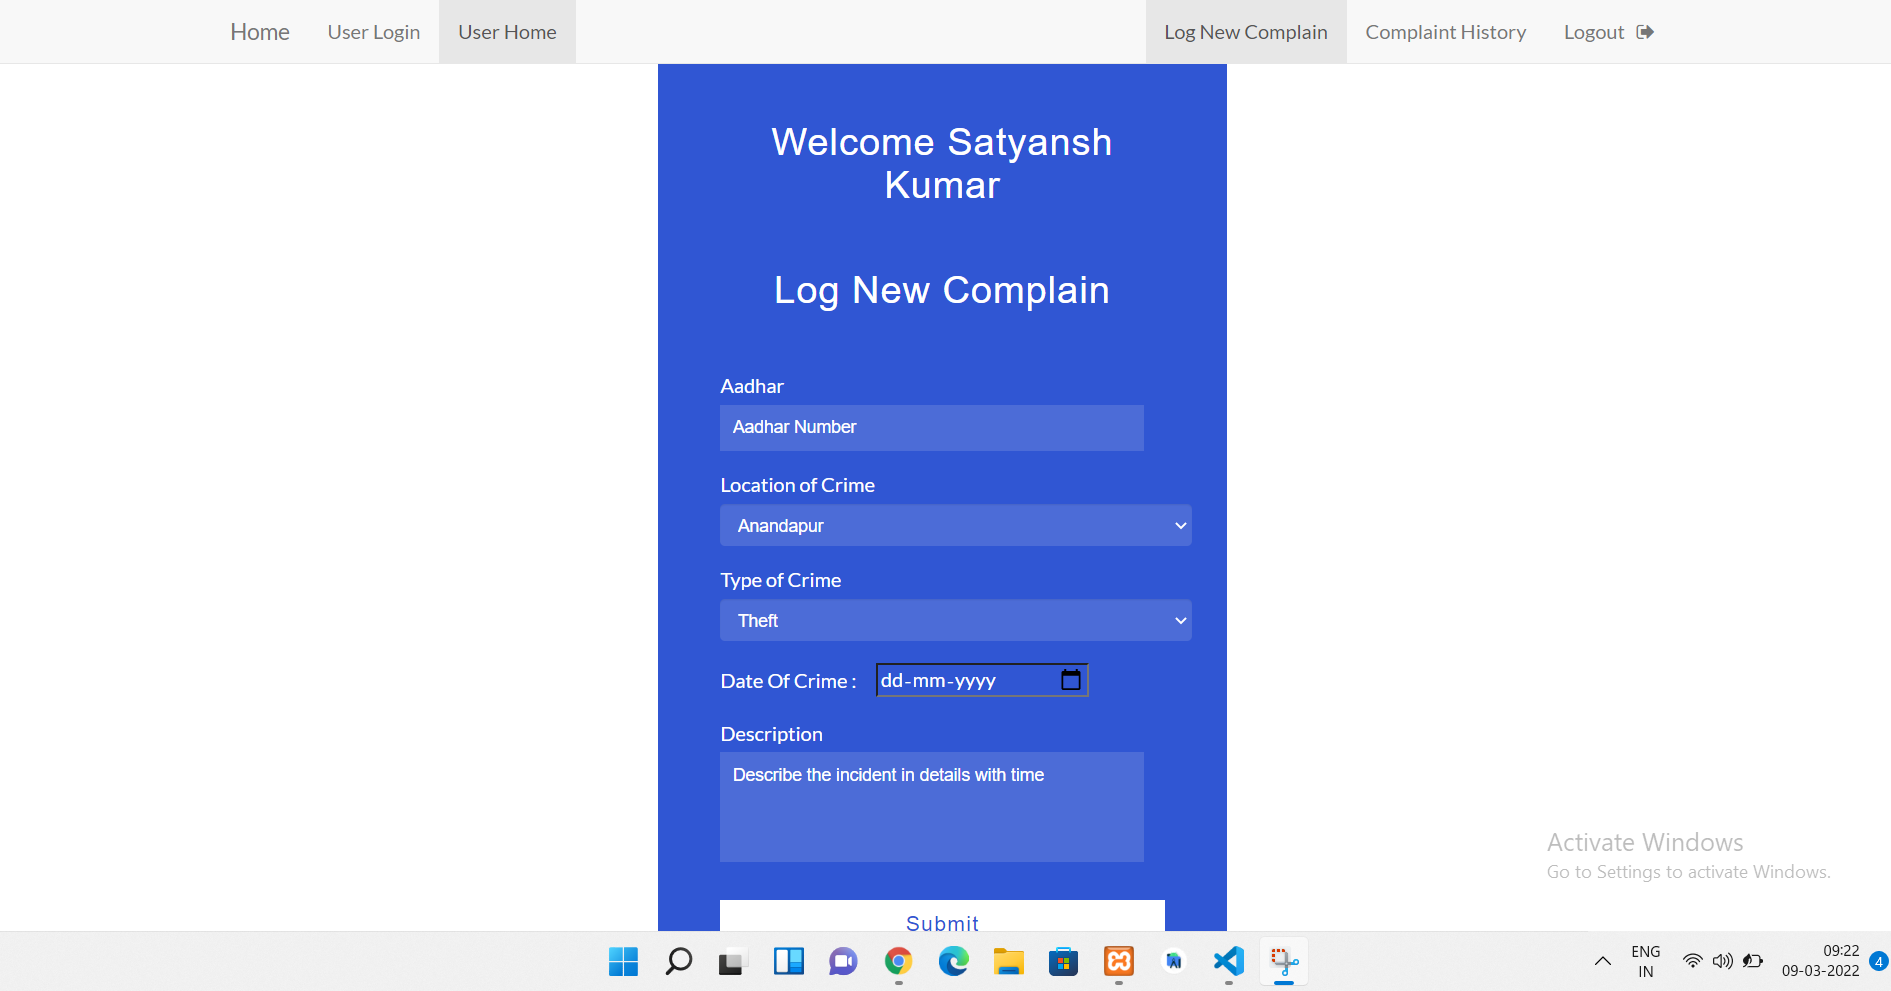 Home User Login User Home Log New Complain Complaint History Logout
Welcome Satyansh
Kumar
Log New Complain
Aadhar
Aadhar Number
Location of Crime
Anandapur
Type of Crime
Theft
Date Of Crime : dd-mm-yyyy
Description
Describe the incident in details with time
Submit
Activate Windows
Go to Settings to activate Windows.
AI
ENG
IN
09:22
09-03-2022
4